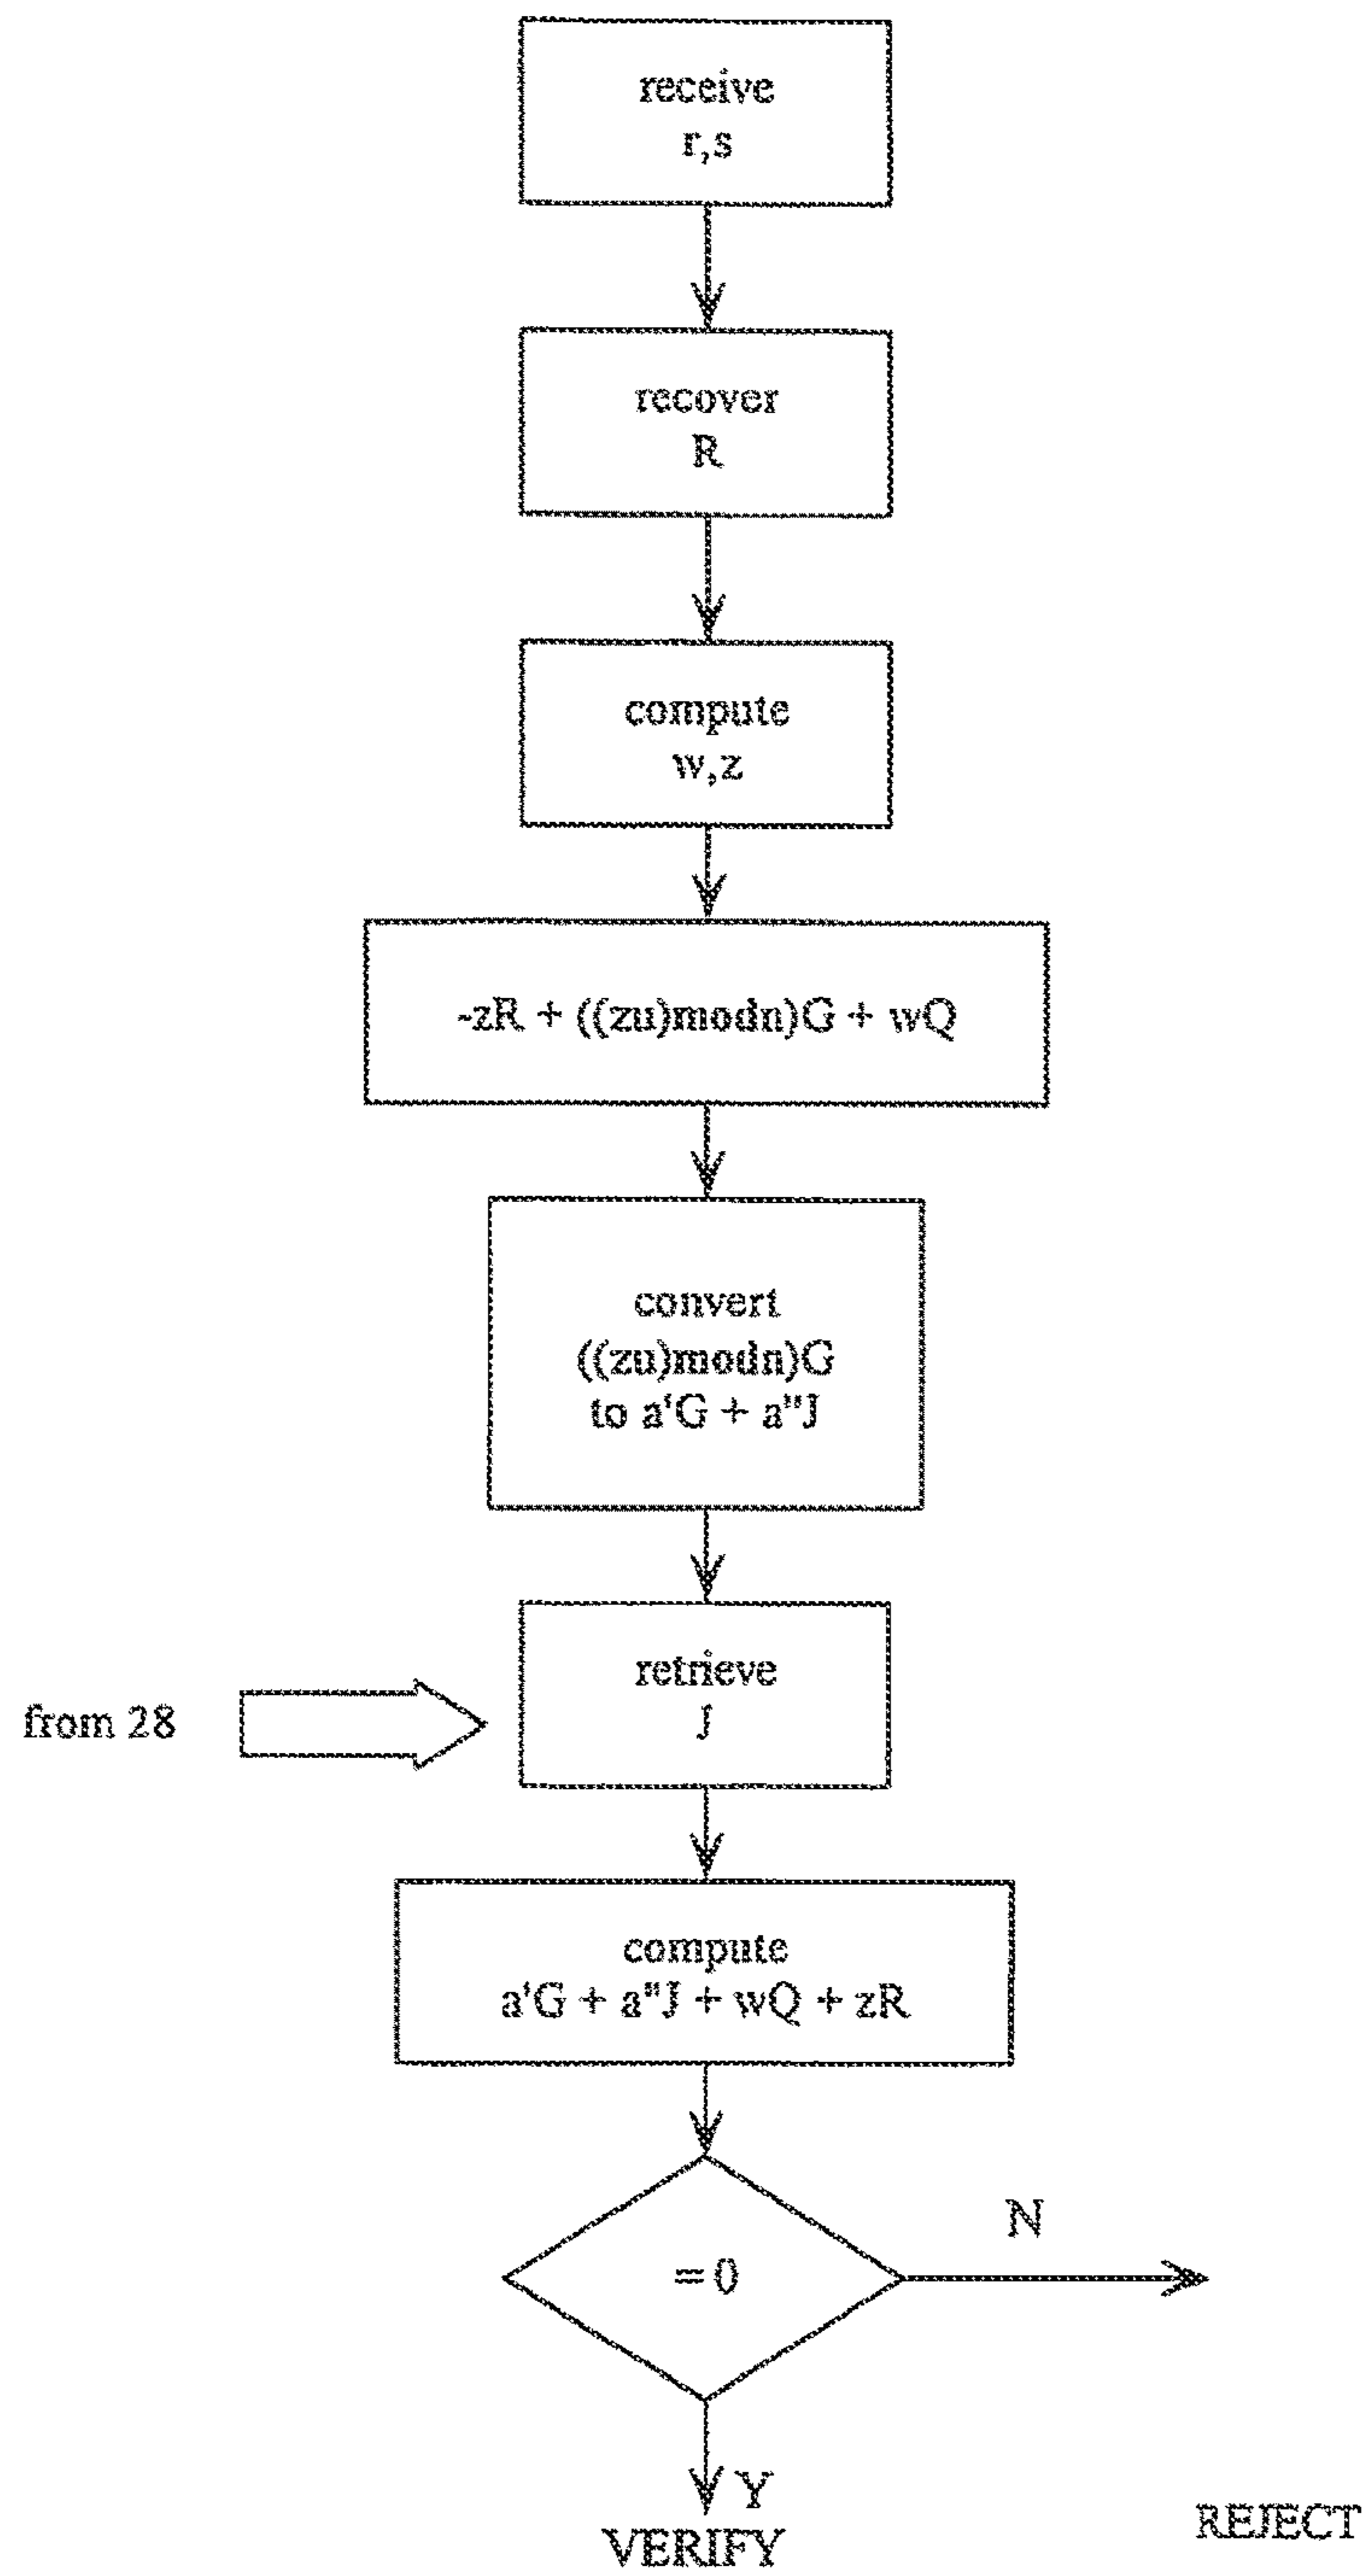 receive
r,s
recover
R
compute
w,z
-zR + ((zu)modn)G + wQ
convert
((zu)modn)G
to a'G + a"J
retrieve
J
from 28
compute
a'G + a"J + wQ + zR
= 0
N
Y
VERIFY
REJECT